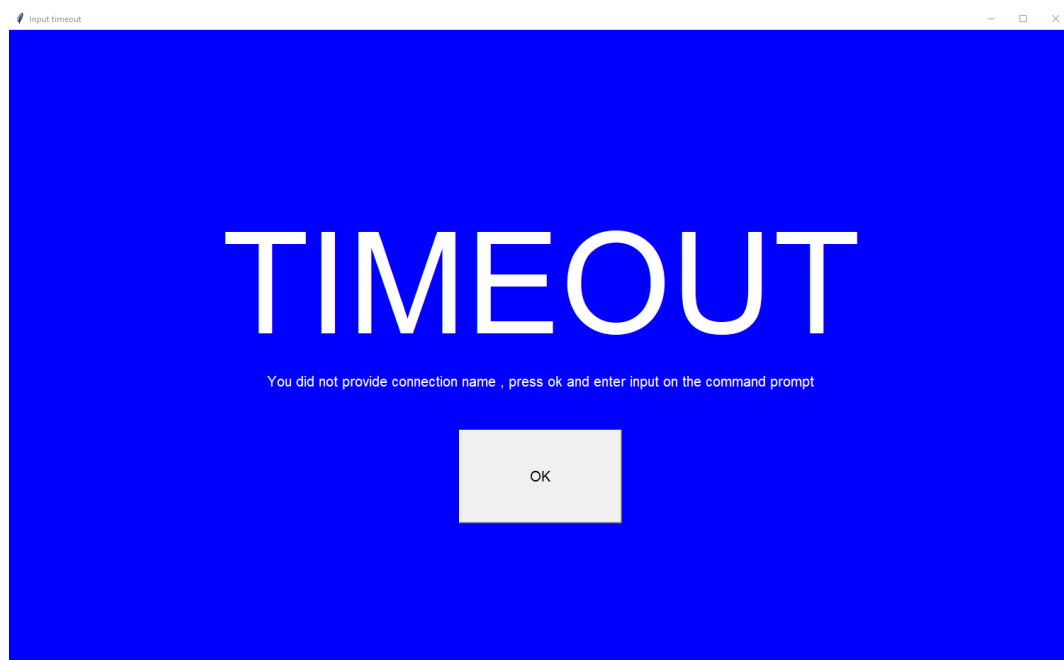 Input timeout
TIMEOUT
You did not provide connection name , press ok and enter input on the command prompt
OK